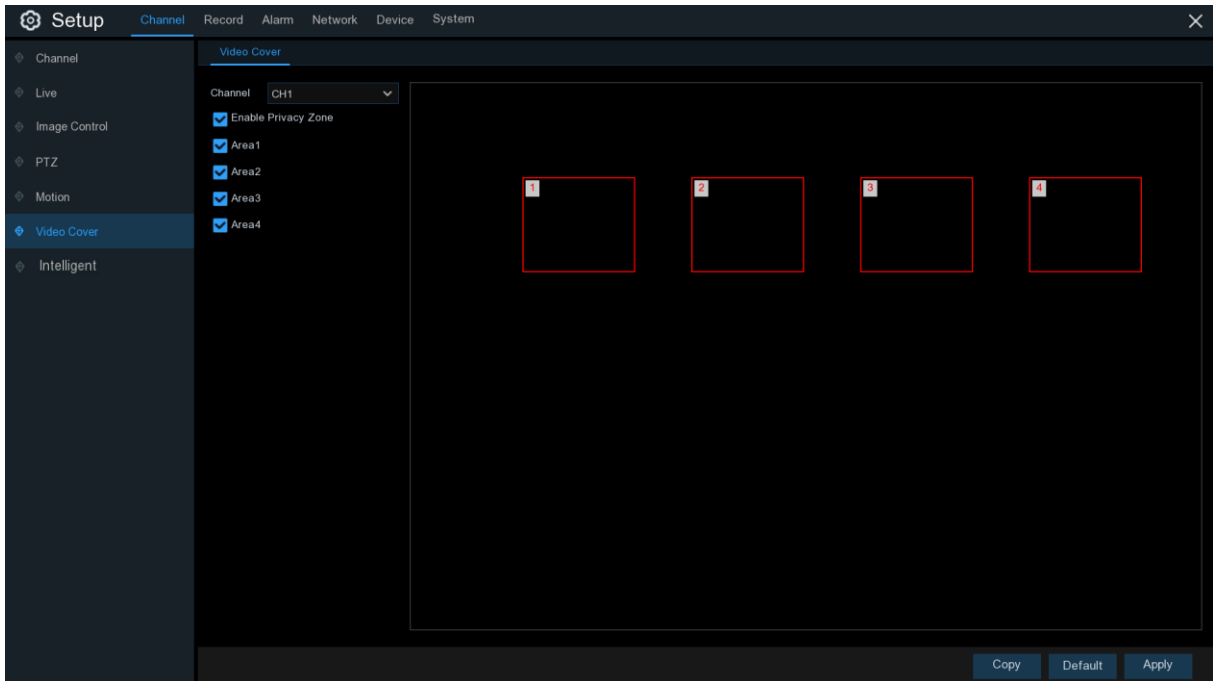 Setup Channel Record Alarm Network Device System
Channel
Live
Image Control
PTZ
Motion
Video Cover
Intelligent
Video Cover
Channel CH1
Enable Privacy Zone
Area1
Area2
Area3
Area4
1 2 3 4
Copy Default Apply